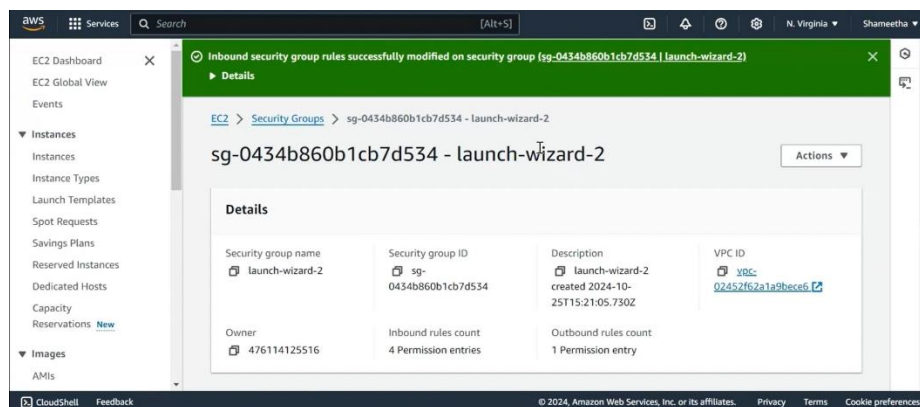 aws Services Search [Alt+S] N. Virginia Shameetha
EC2 Dashboard
EC2 Global View
Events
Instances
Instances
Instance Types
Launch Templates
Spot Requests
Savings Plans
Reserved Instances
Dedicated Hosts
Capacity
Reservations New
Images
AMIs
Inbound security group rules successfully modified on security group (sg-0434b860b1cb7d534 | launch-wizard-2)
Details
EC2 > Security Groups > sg-0434b860b1cb7d534 - launch-wizard-2
sg-0434b860b1cb7d534 - launch-wizard-2 Actions
Details
Security group name
launch-wizard-2
Security group ID
sg-
0434b860b1cb7d534
Description
launch-wizard-2
created 2024-10-
25T15:21:05.730Z
VPC ID
vpc-
02452f62a1a9bece6
Owner
476114125516
Inbound rules count
4 Permission entries
Outbound rules count
1 Permission entry
CloudShell Feedback © 2024, Amazon Web Services, Inc. or its affiliates. Privacy Terms Cookie preferences